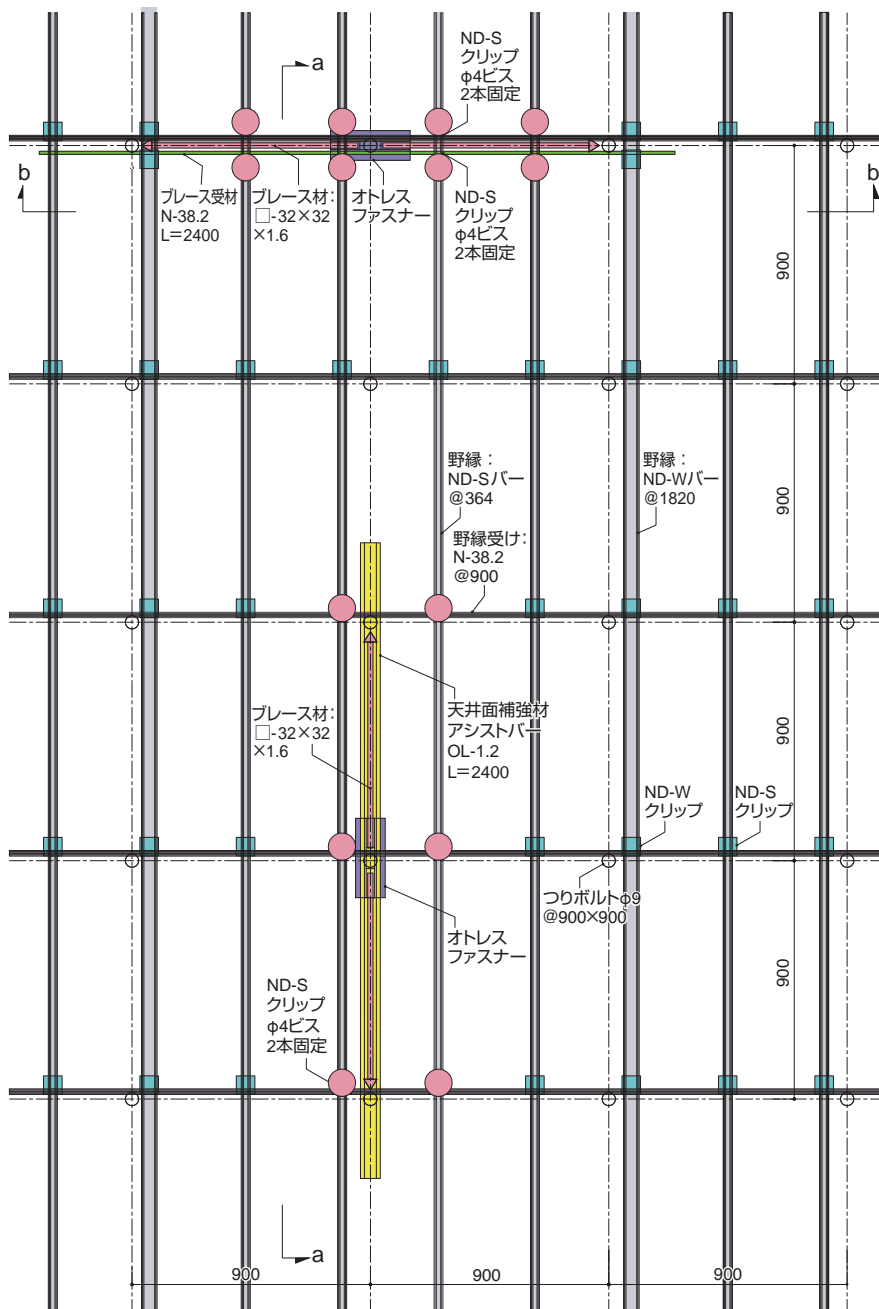 a
ND-S
クリップ
φ4ビス
2本固定
b
b
ブレース受材
N-38.2
L=2400
ブレース材：
□-32×32
×1.6
オトレス
ファスナー
ND-S
クリップ
φ4ビス
2本固定
900
野縁：
ND-Sバー
@364
野縁：
ND-Wバー
@1820
900
野縁受け：
N-38.2
@900
ブレース材：
□-32×32
×1.6
天井面補強材
アシストバー
OL-1.2
L=2400
900
ND-W
クリップ
ND-S
クリップ
つりボルトφ9
@900×900
オトレス
ファスナー
900
ND-S
クリップ
φ4ビス
2本固定
a
900
900
900